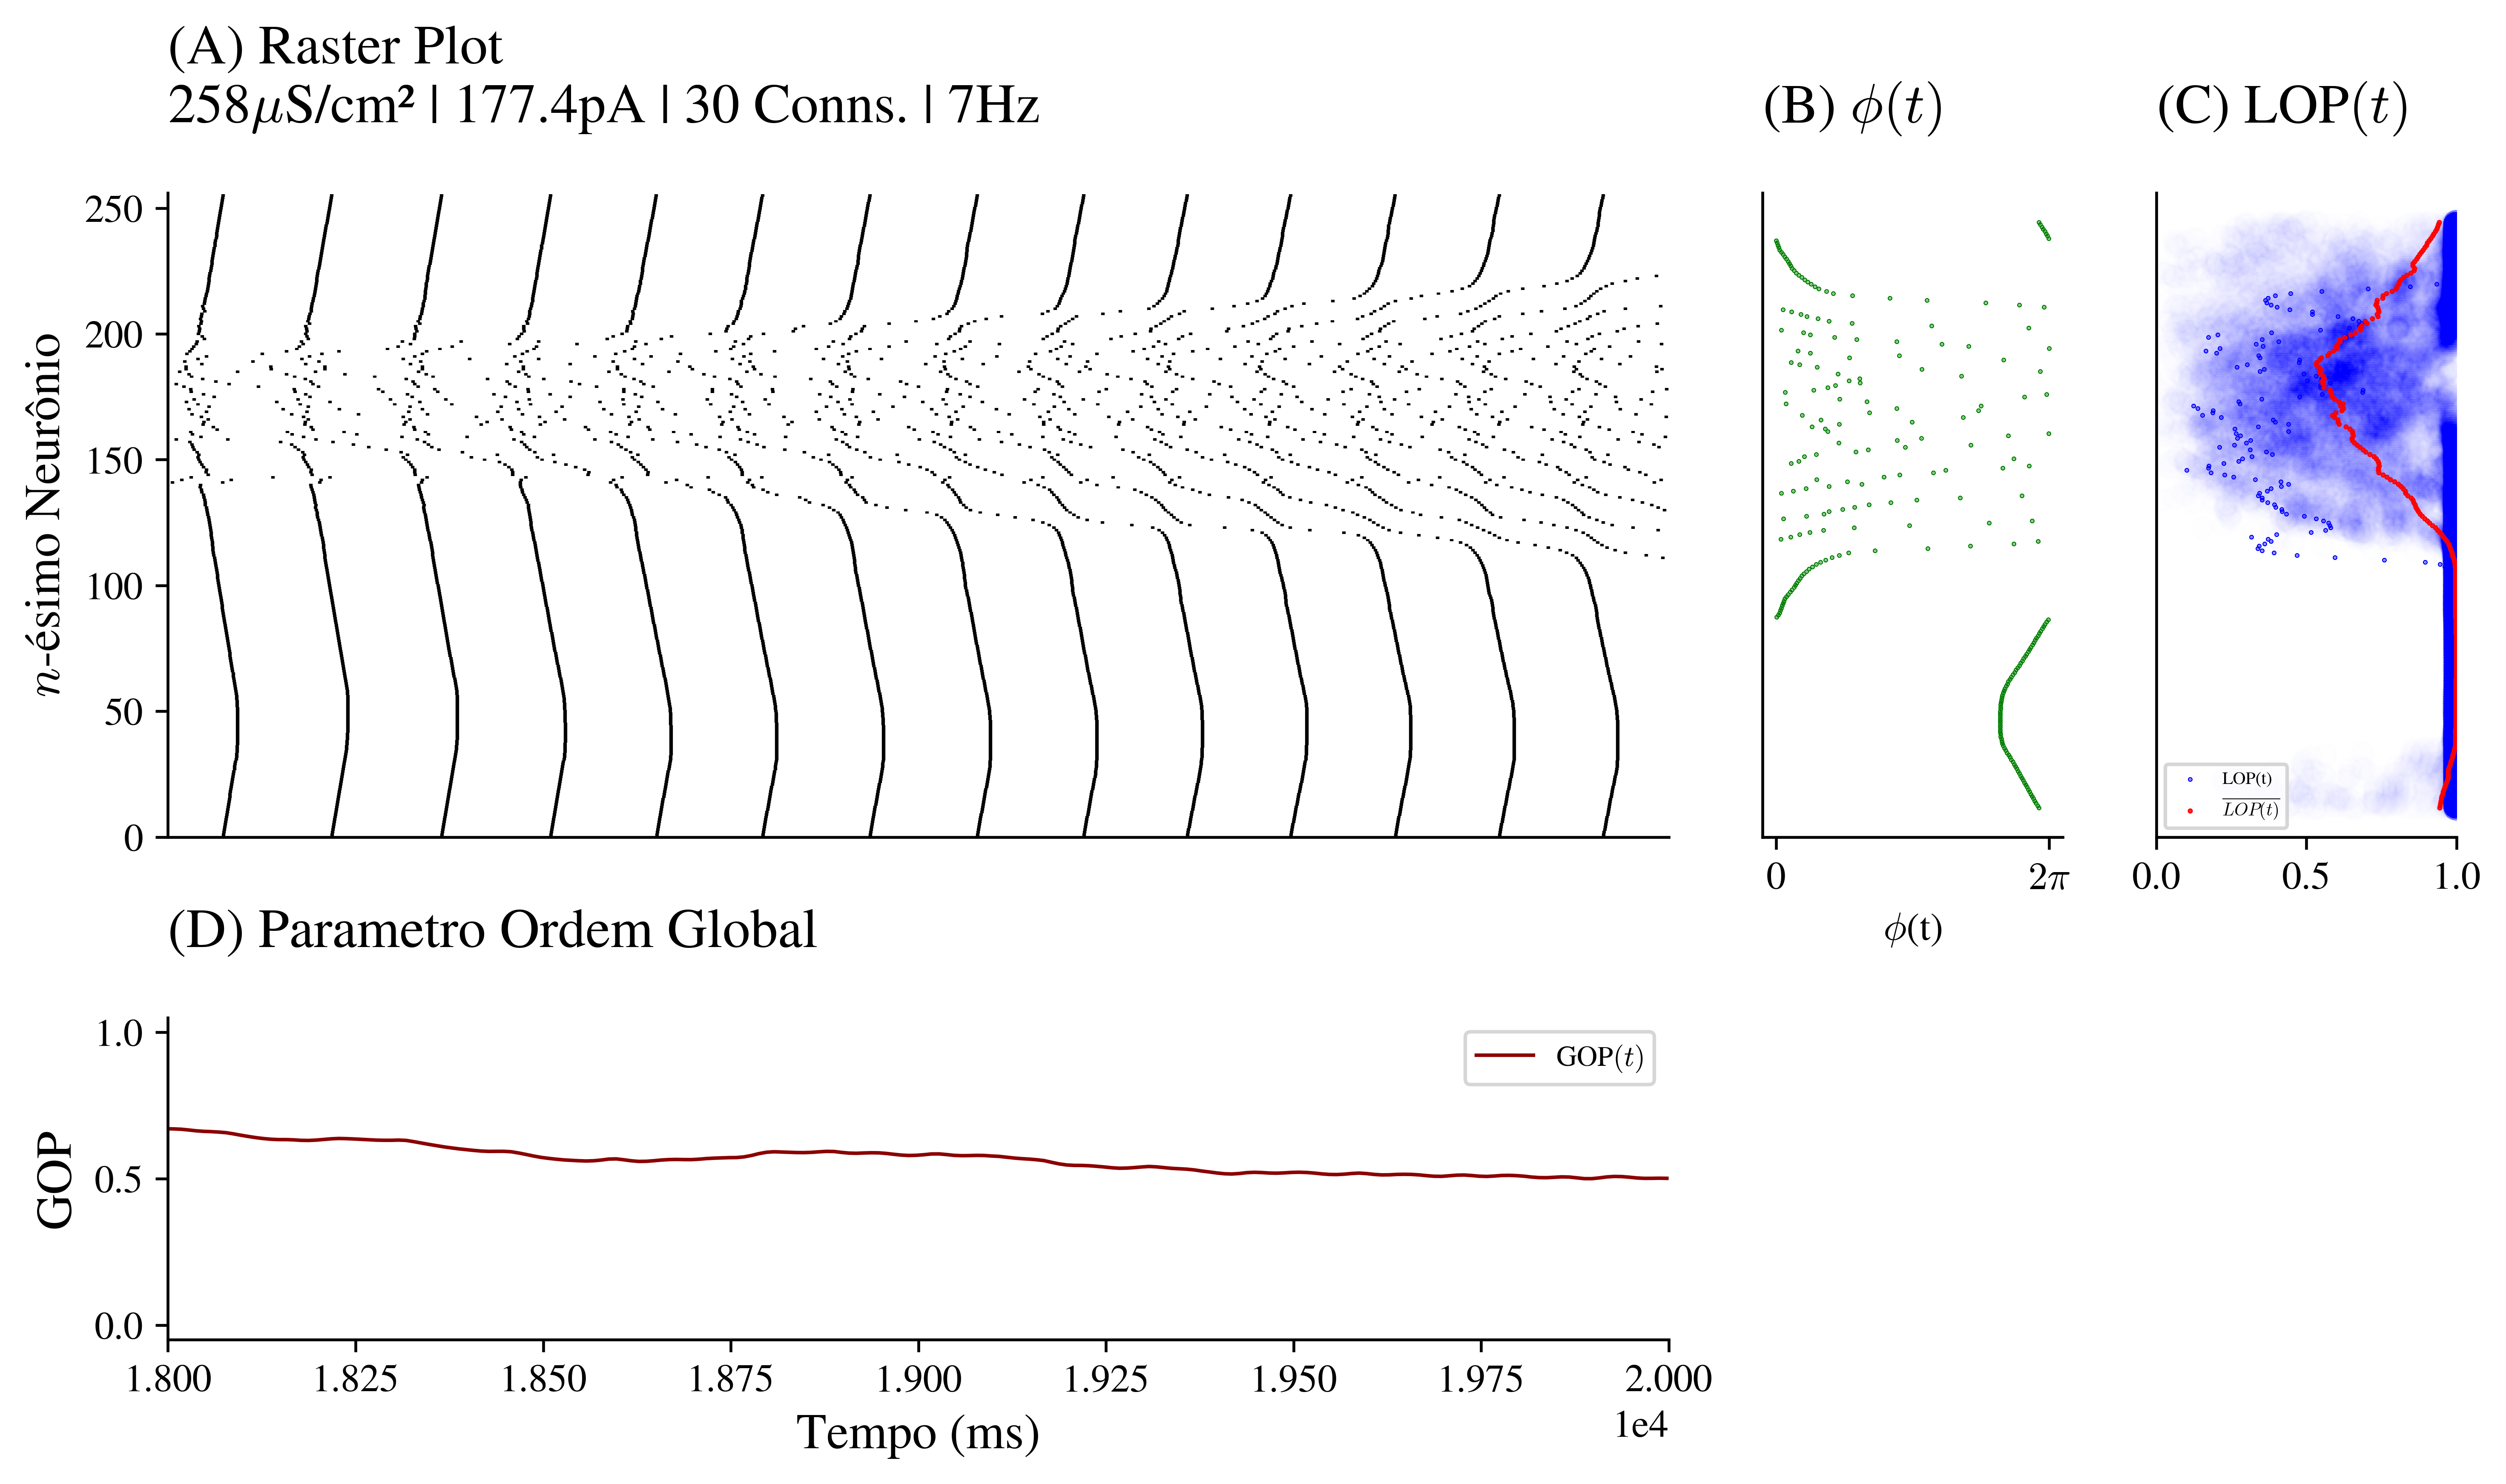 (A) Raster Plot
258μS/cm² | 177.4pA | 30 Conns. | 7Hz
(B) ϕ(t)
(C) LOP(t)
n-ésimo Neurônio
250
200
150
100
50
0
0
2π
ϕ(t)
LOP(t)
LOP(t)
0.0
0.5
1.0
(D) Parametro Ordem Global
GOP
1.0
0.5
0.0
GOP(t)
1.800
1.825
1.850
1.875
1.900
1.925
1.950
1.975
2.000
Tempo (ms)
1e4